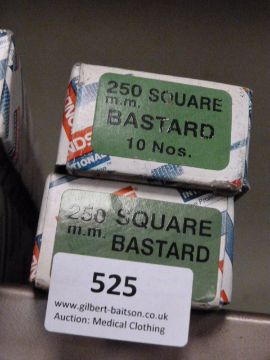 250 SQUARE
m.m. BASTARD
10 Nos.
250 SQUARE
m.m. BASTARD
525
www.gilbert-baitson.co.uk
Auction: Medical Clothing